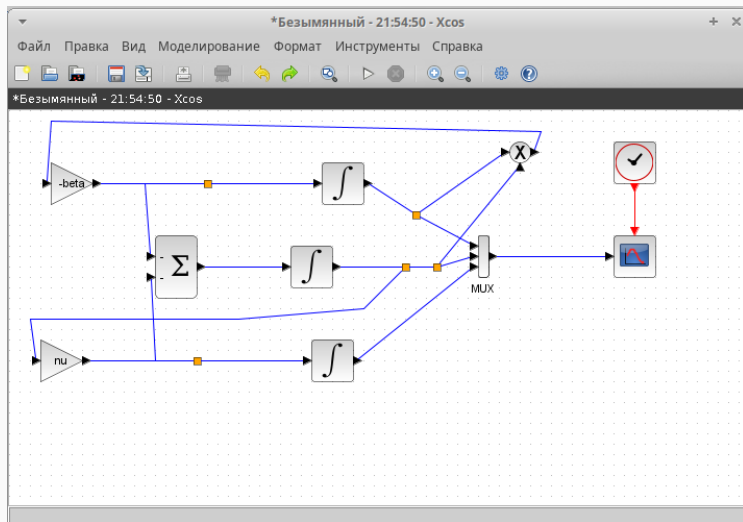 *Безымянный - 21:54:50 - Xcos
Файл Правка Вид Моделирование Формат Инструменты Справка
*Безымянный - 21:54:50 - Xcos
X
-beta
∫
-
-
Σ
∫
MUX
nu
∫